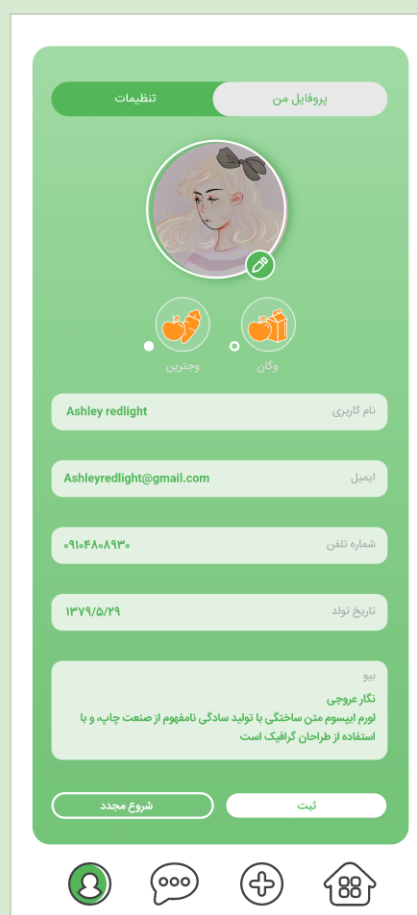 پروفایل من
تنظیمات
وگان
وجترین
نام کاربری
Ashley redlight
ایمیل
Ashleyredlight@gmail.com
شماره تلفن
۰۹۱۰۴۸۰۸۹۳۰
تاریخ تولد
۱۳۷۹/۵/۲۹
بیو
نگار عروجی
لورم ایپسوم متن ساختگی با تولید سادگی نامفهوم از صنعت چاپ، و با
استفاده از طراحان گرافیک است
ثبت
شروع مجدد